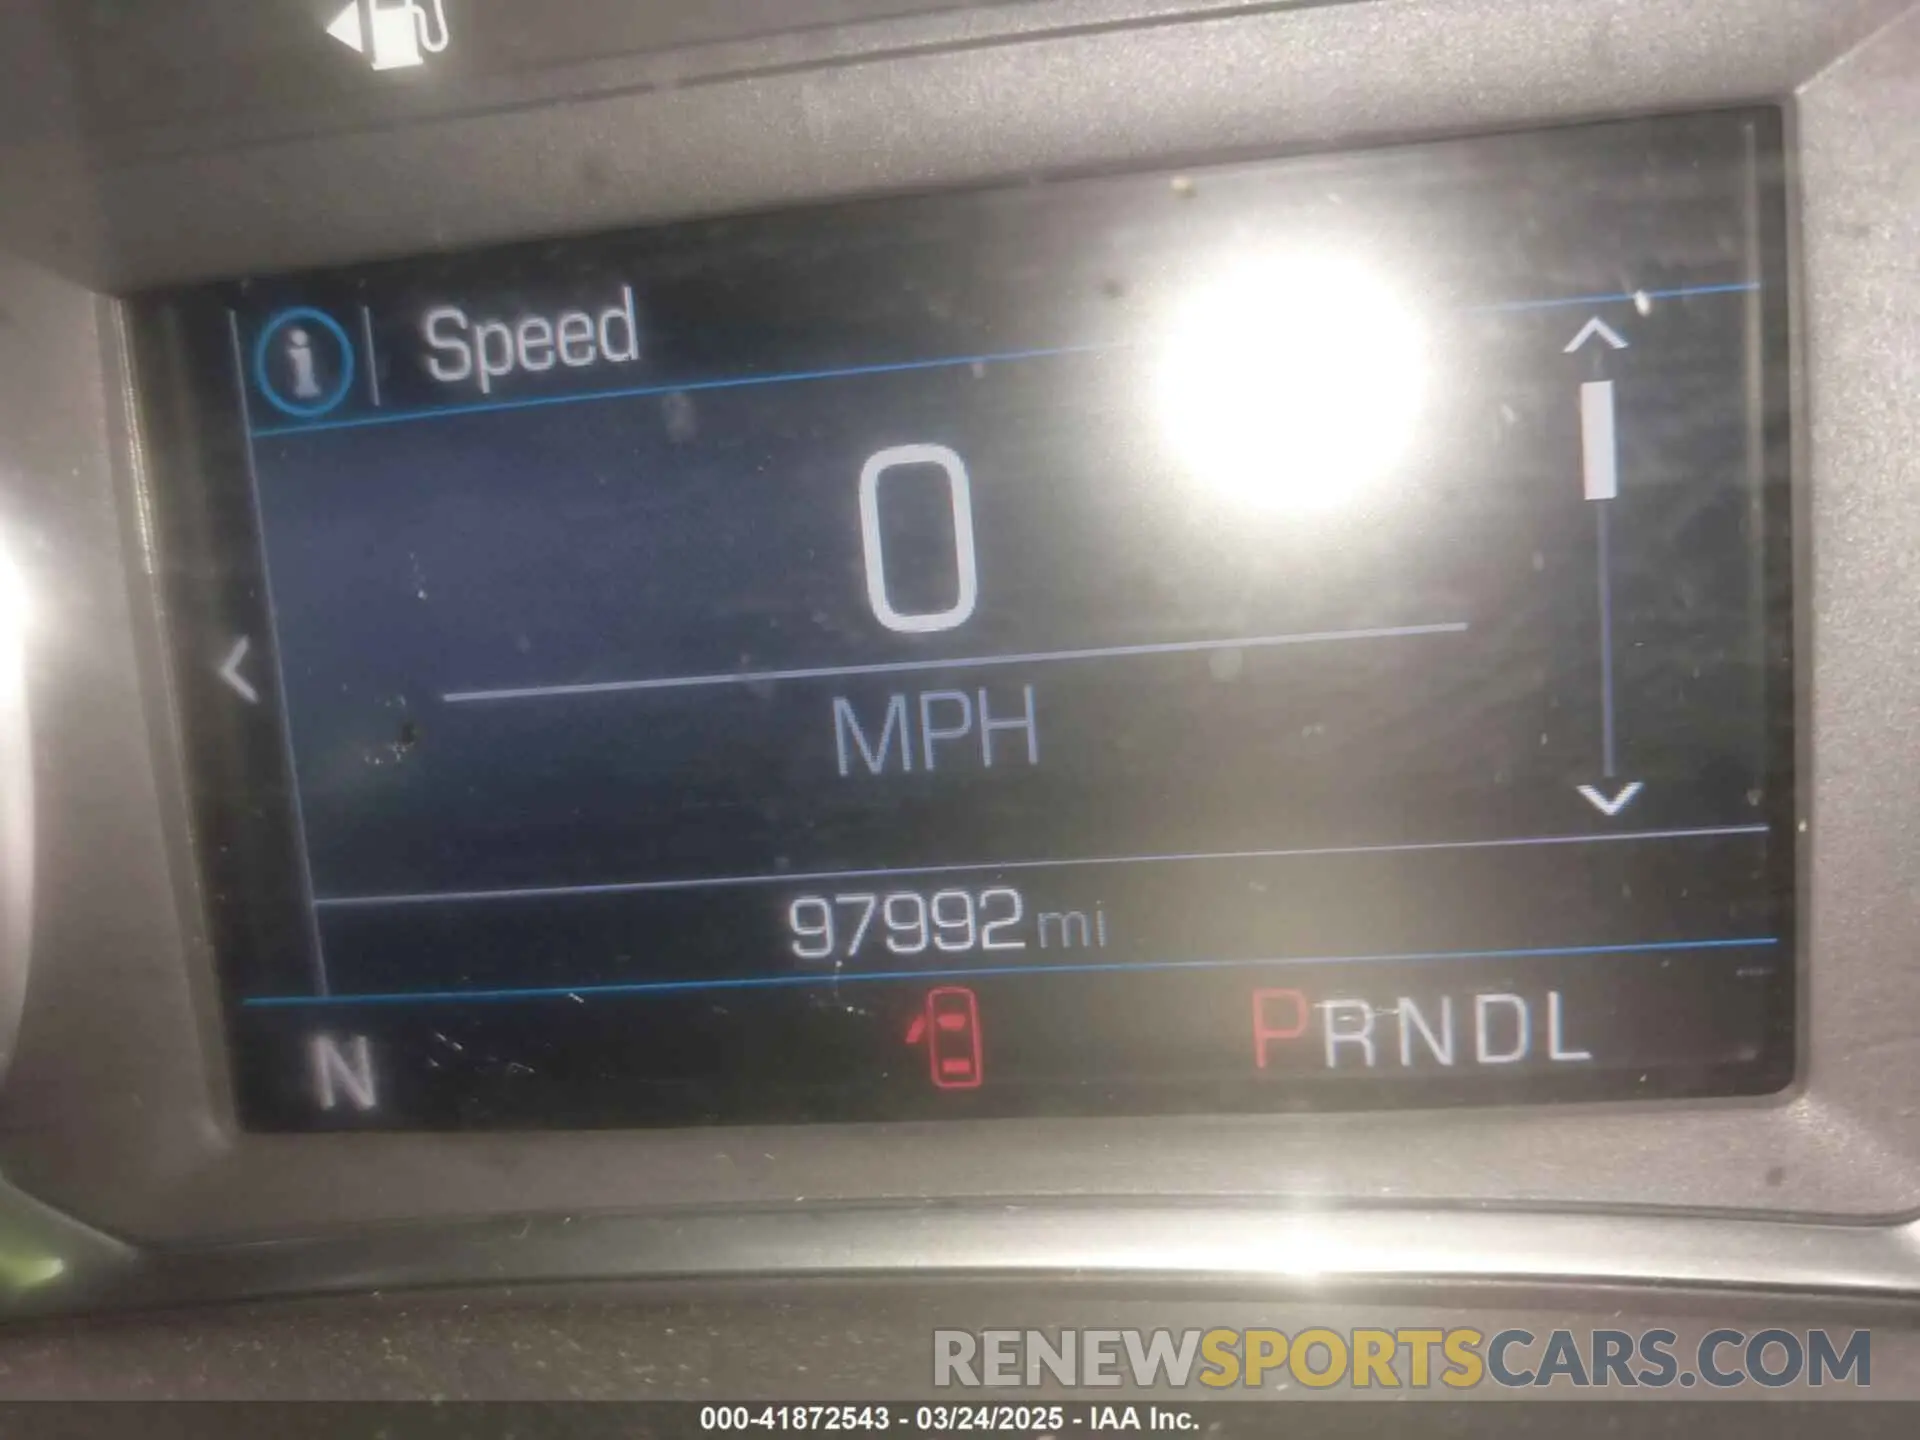 i Speed
0
MPH
97992 mi
N PRNDL
RENEWSPORTSCARS.COM
000-41872543 - 03/24/2025 - IAA Inc.